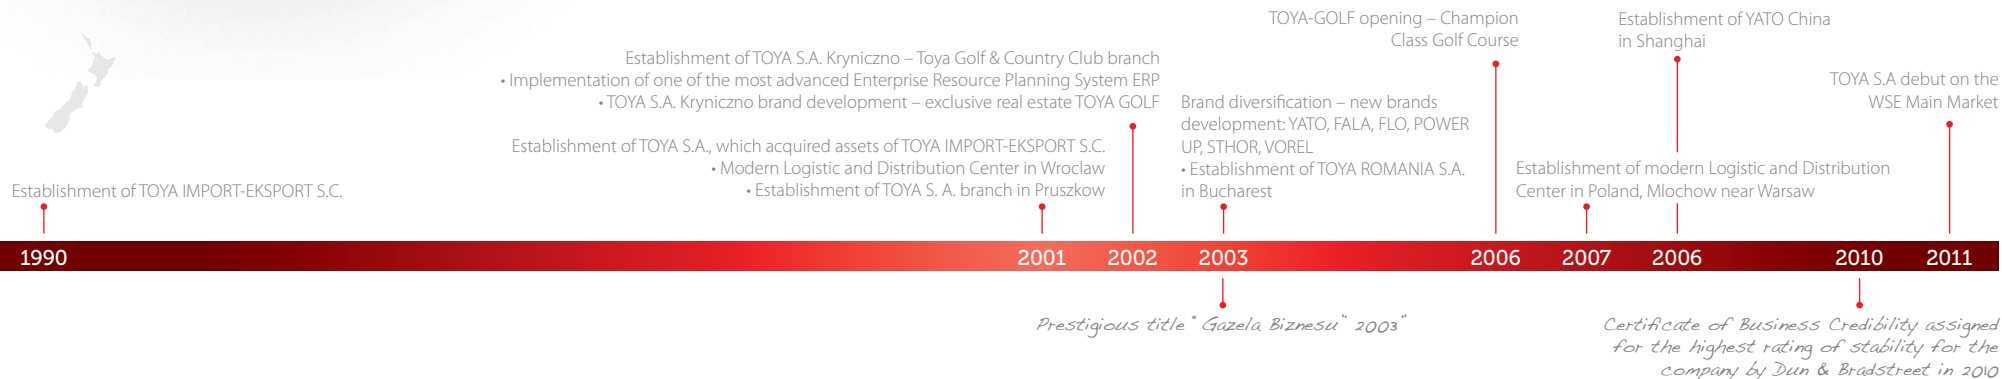 TOYA-GOLF opening – Champion
Class Golf Course
Establishment of YATO China
in Shanghai
Establishment of TOYA S.A. Kryniczno – Toya Golf & Country Club branch
• Implementation of one of the most advanced Enterprise Resource Planning System ERP
• TOYA S.A. Kryniczno brand development – exclusive real estate TOYA GOLF
TOYA S.A debut on the
WSE Main Market
Brand diversification – new brands
development: YATO, FALA, FLO, POWER
UP, STHOR, VOREL
• Establishment of TOYA ROMANIA S.A.
in Bucharest
Establishment of TOYA S.A., which acquired assets of TOYA IMPORT-EKSPORT S.C.
• Modern Logistic and Distribution Center in Wroclaw
• Establishment of TOYA S. A. branch in Pruszkow
Establishment of modern Logistic and Distribution
Center in Poland, Mlochow near Warsaw
Establishment of TOYA IMPORT-EKSPORT S.C.
1990 2001 2002 2003 2006 2007 2006 2010 2011
Prestigious title “ Gazela Biznesu“ 2003“
Certificate of Business Credibility assigned
for the highest rating of stability for the
company by Dun & Bradstreet in 2010